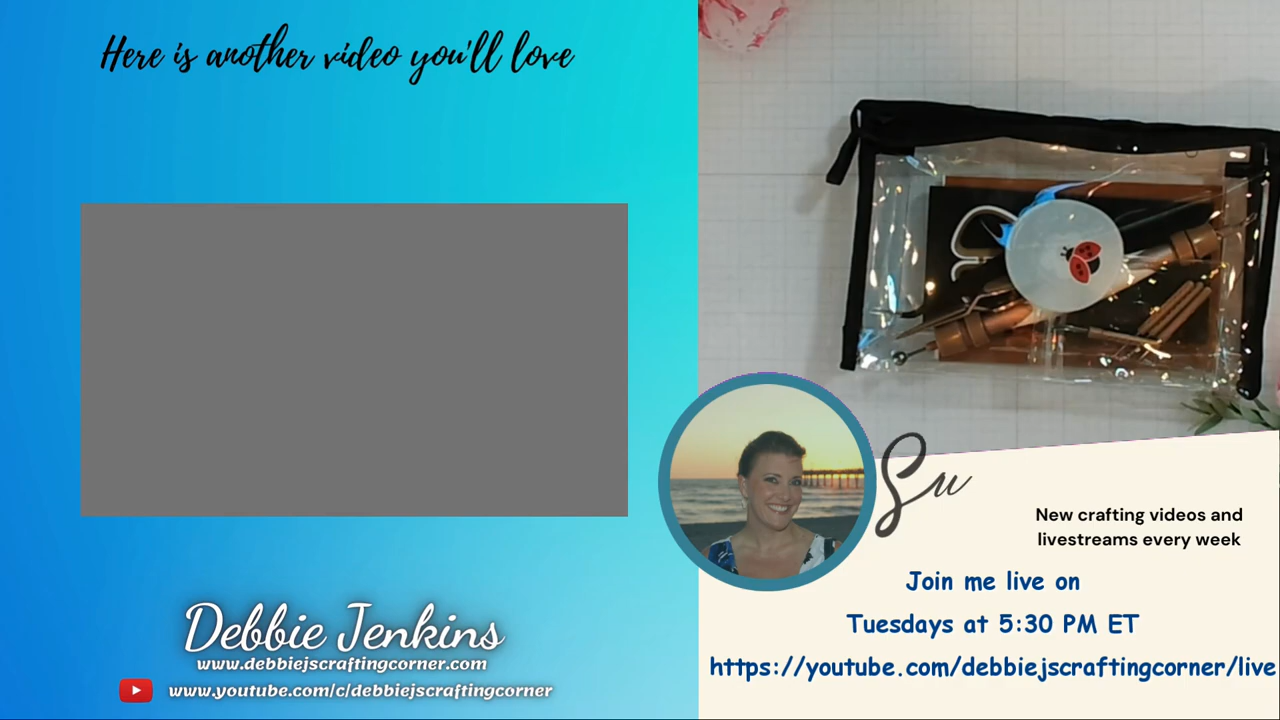 Here is another video you'll love
Debbie Jenkins
www.debbiejscraftingcorner.com
www.youtube.com/c/debbiejscraftingcorner
Su
New crafting videos and
livestreams every week
Join me live on
Tuesdays at 5:30 PM ET
https://youtube.com/debbiejscraftingcorner/live